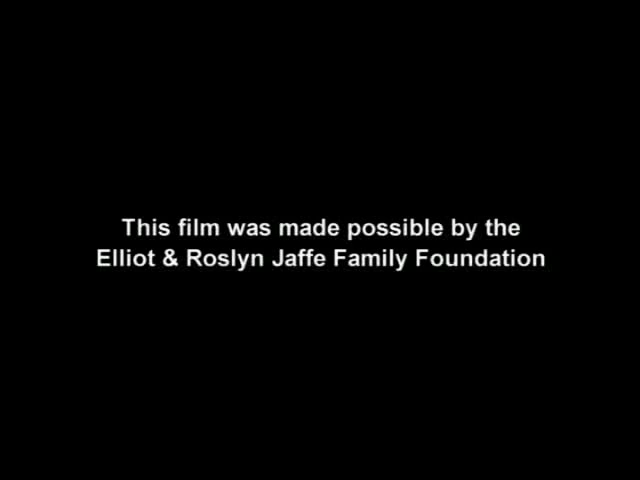 This film was made possible by the
Elliot & Roslyn Jaffe Family Foundation